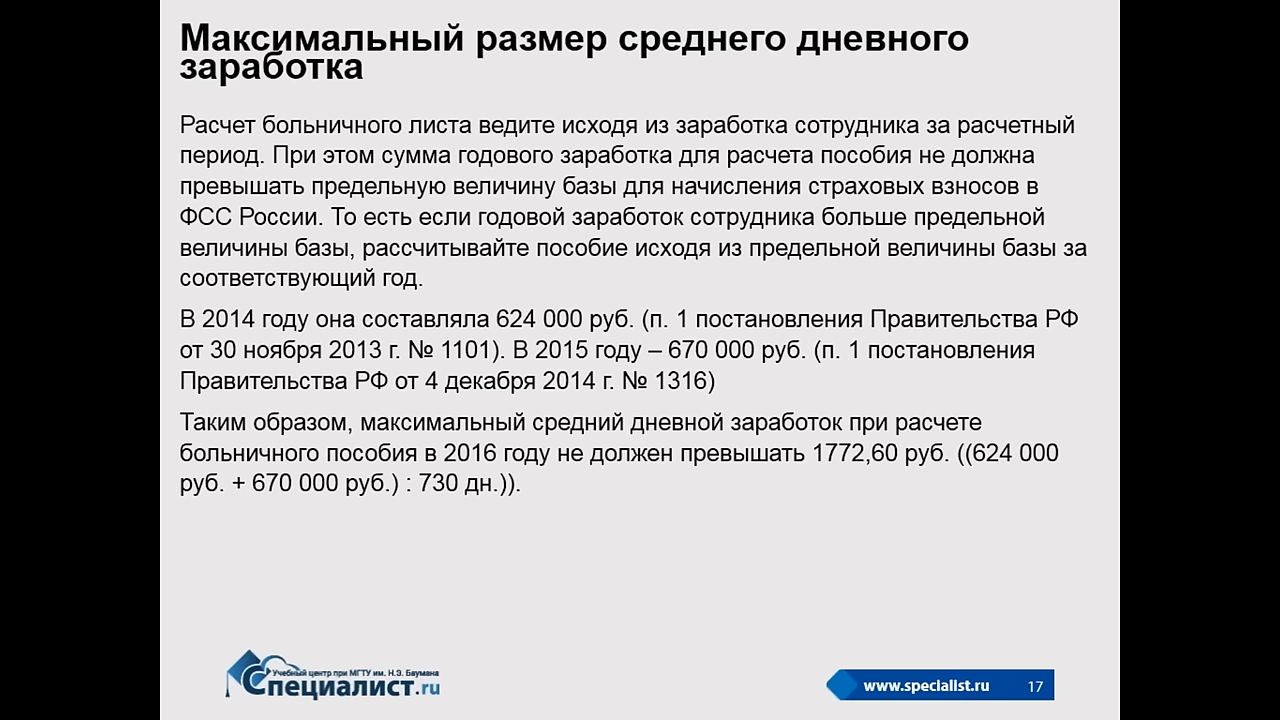 Максимальный размер среднего дневного
заработка
Расчет больничного листа ведите исходя из заработка сотрудника за расчетный
период. При этом сумма годового заработка для расчета пособия не должна
превышать предельную величину базы для начисления страховых взносов в
ФСС России. То есть если годовой заработок сотрудника больше предельной
величины базы, рассчитывайте пособие исходя из предельной величины базы за
соответствующий год.
В 2014 году она составляла 624 000 руб. (п. 1 постановления Правительства РФ
от 30 ноября 2013 г. № 1101). В 2015 году – 670 000 руб. (п. 1 постановления
Правительства РФ от 4 декабря 2014 г. № 1316)
Таким образом, максимальный средний дневной заработок при расчете
больничного пособия в 2016 году не должен превышать 1772,60 руб. ((624 000
руб. + 670 000 руб.) : 730 дн.)).
Учебный центр при МГТУ им. Н.Э. Баумана
Специалист.ru
www.specialist.ru 17